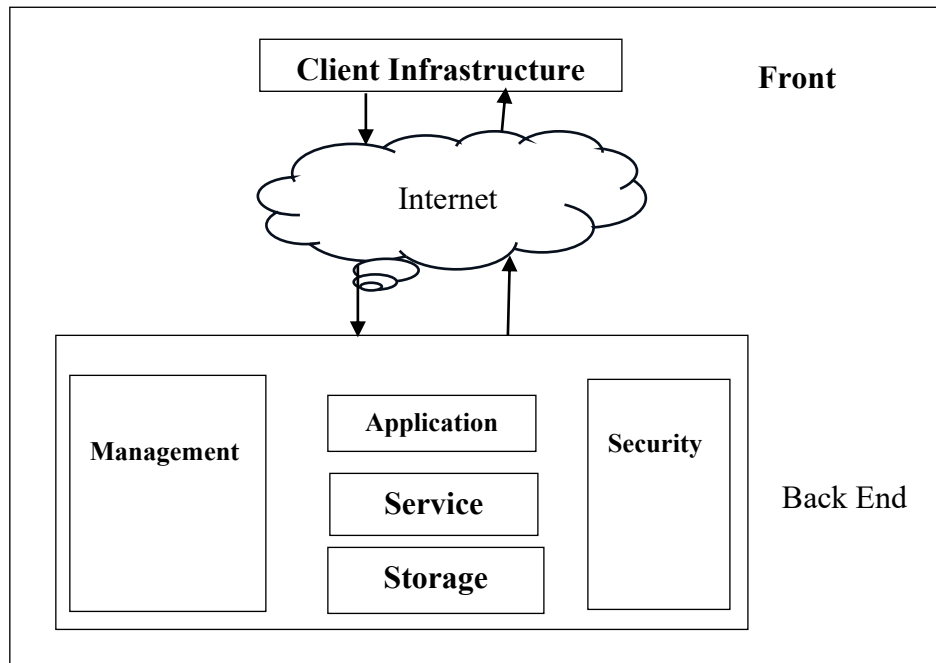 Client Infrastructure
Front
Internet
Application
Management
Security
Service
Back End
Storage